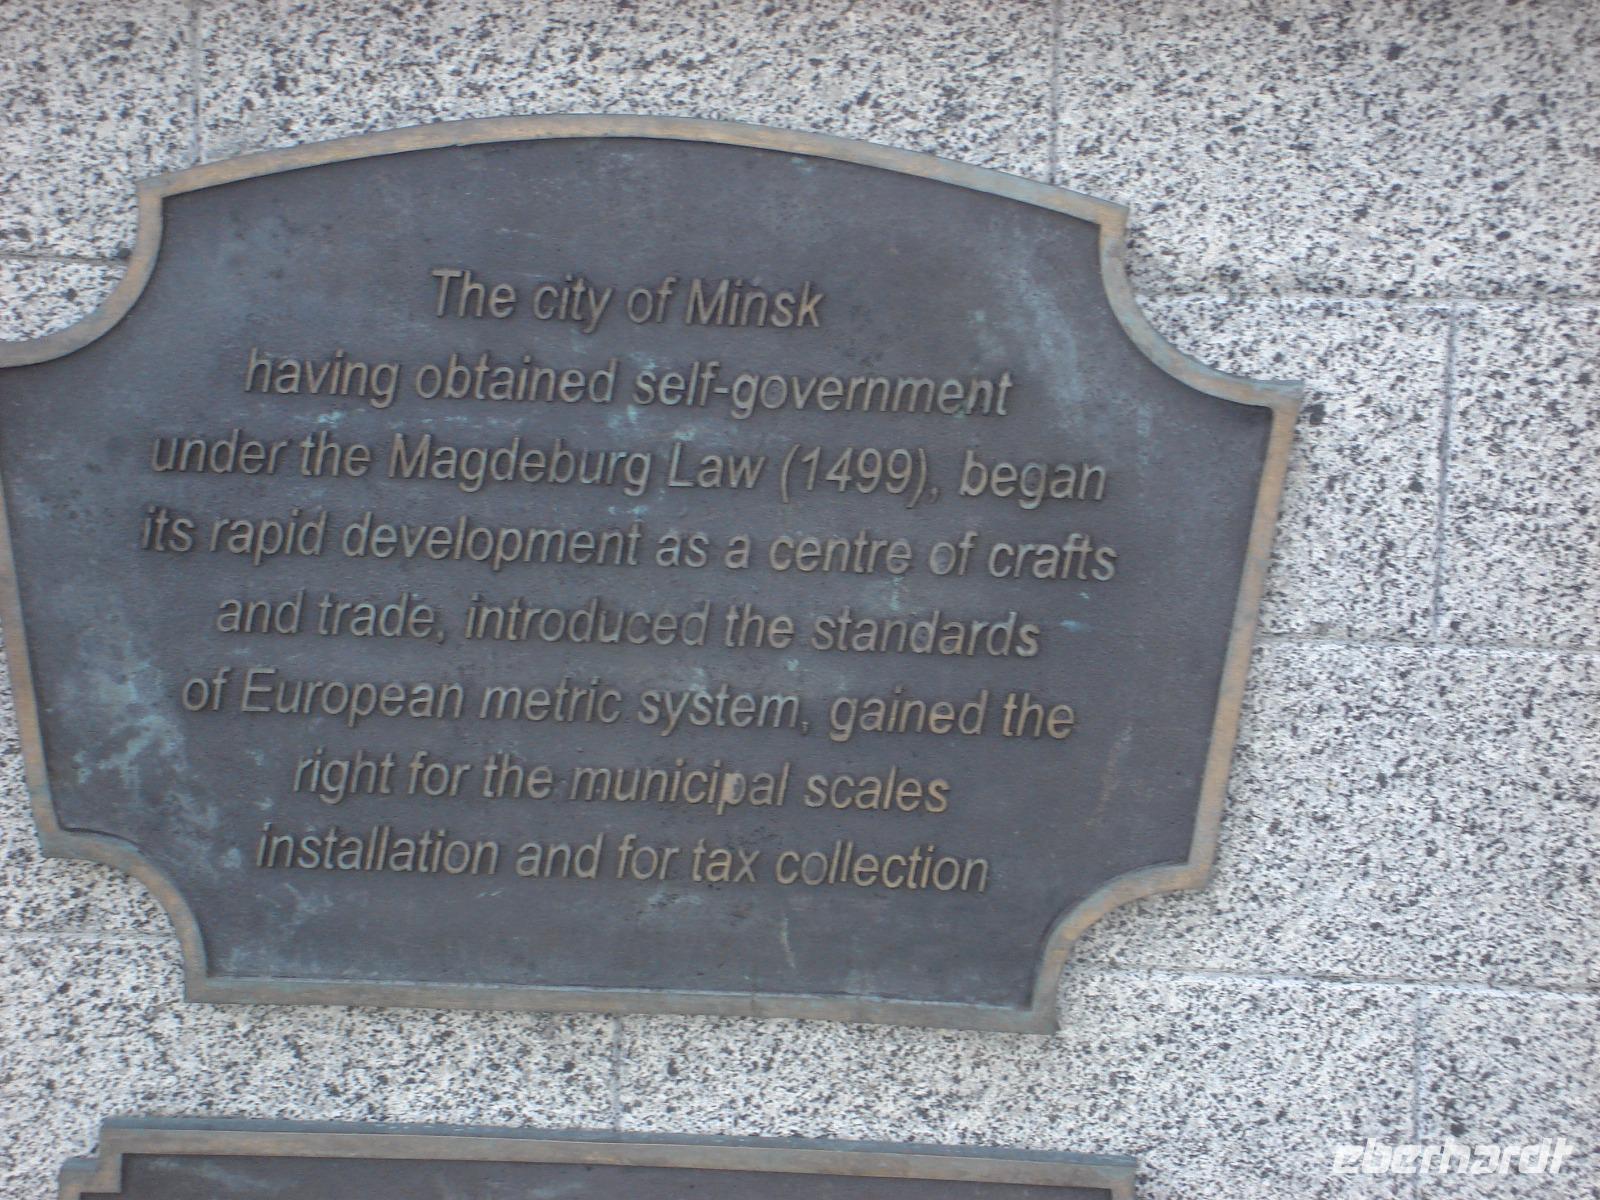 The city of Minsk
having obtained self-government
under the Magdeburg Law (1499), began
its rapid development as a centre of crafts
and trade, introduced the standards
of European metric system, gained the
right for the municipal scales
installation and for tax collection
eberhardt